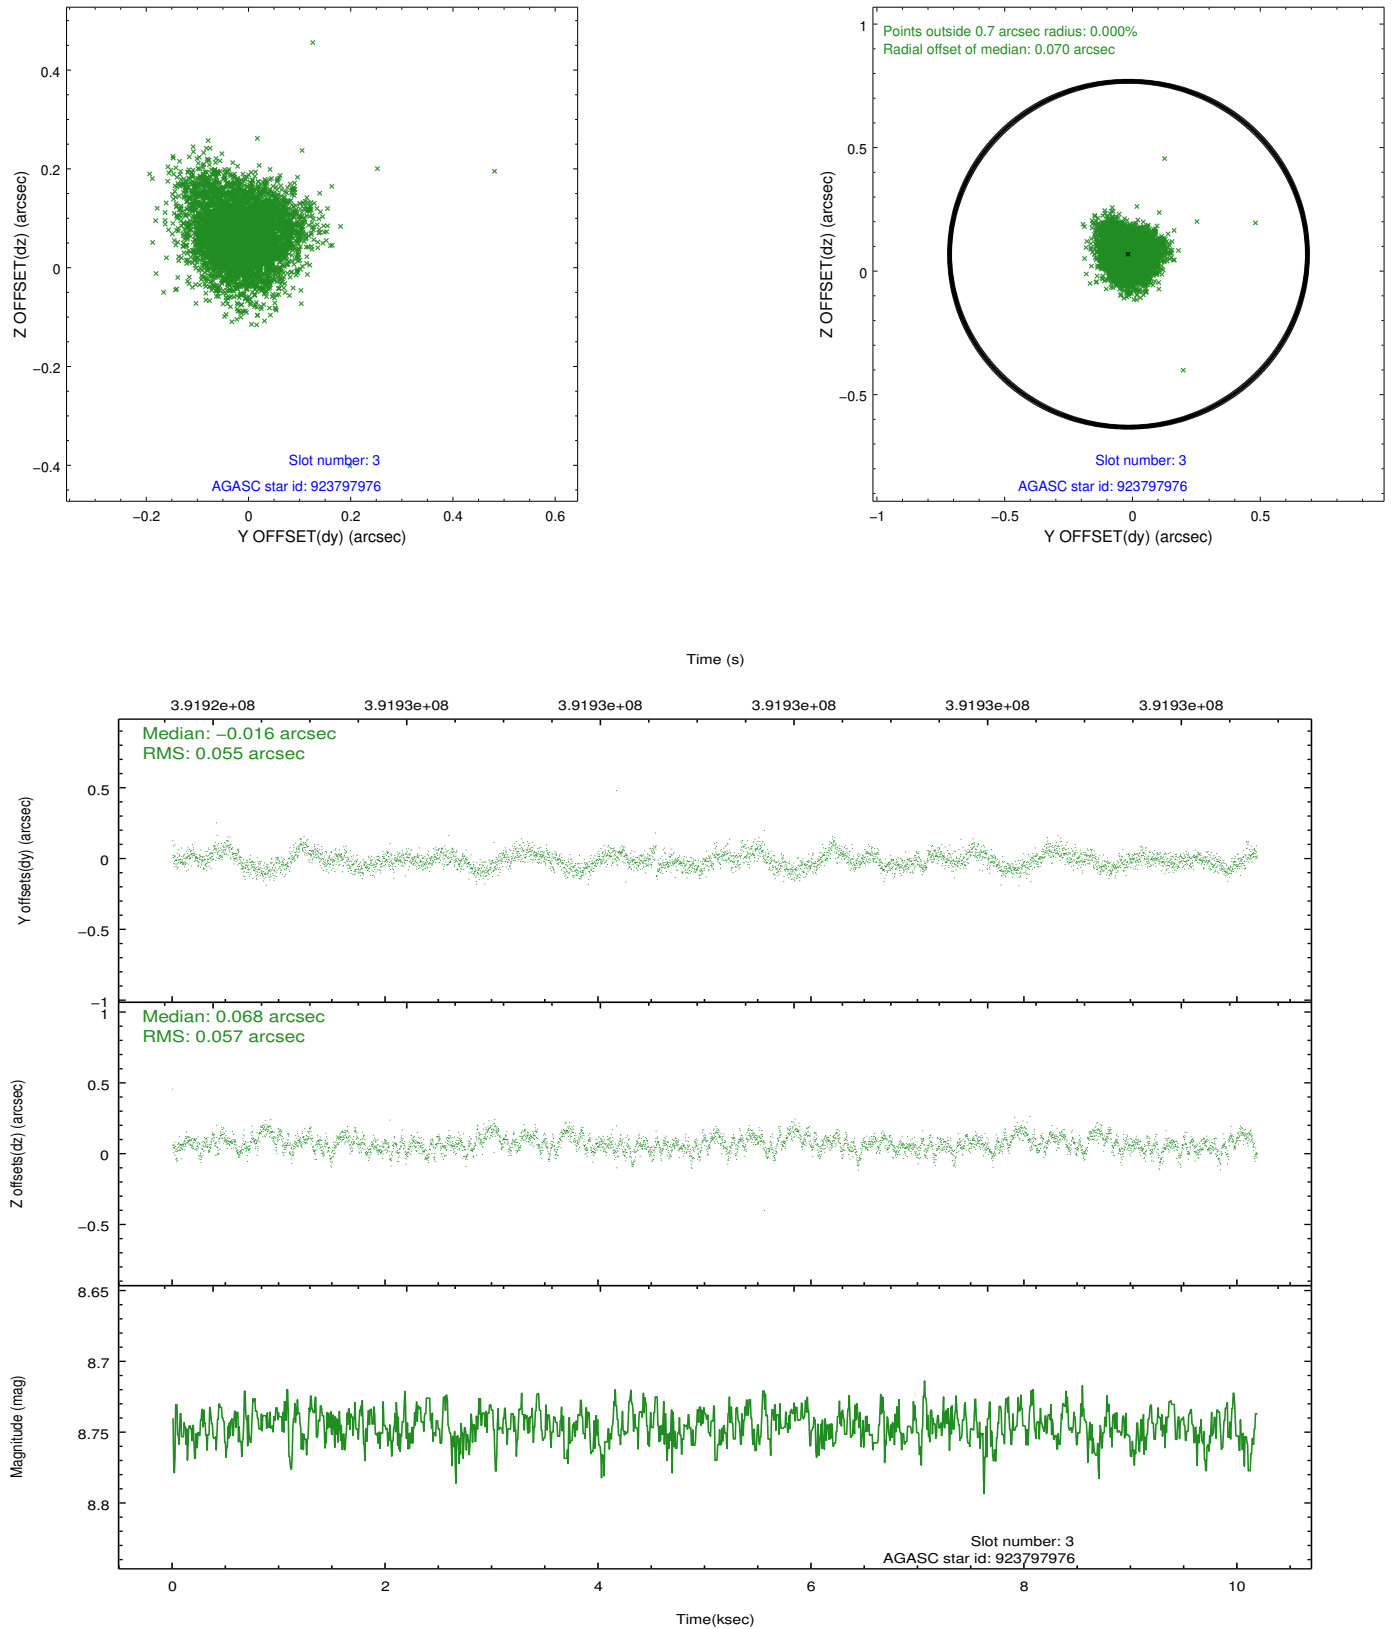 0.4
0.2
0
−0.2
−0.4
Z OFFSET(dz) (arcsec)
Slot number: 3
AGASC star id: 923797976
−0.2 0 0.2 0.4 0.6
Y OFFSET(dy) (arcsec)
Points outside 0.7 arcsec radius: 0.000%
Radial offset of median: 0.070 arcsec
1
0.5
0
−0.5
Z OFFSET(dz) (arcsec)
Slot number: 3
AGASC star id: 923797976
−1 −0.5 0 0.5
Y OFFSET(dy) (arcsec)
Time (s)
3.9192e+08 3.9193e+08 3.9193e+08 3.9193e+08 3.9193e+08 3.9193e+08
Median: −0.016 arcsec
RMS: 0.055 arcsec
0.5
0
−0.5
−1
Y offsets(dy) (arcsec)
Median: 0.068 arcsec
RMS: 0.057 arcsec
1
0.5
0
−0.5
Z offsets(dz) (arcsec)
8.65
8.7
8.75
8.8
Magnitude (mag)
Slot number: 3
AGASC star id: 923797976
0 2 4 6 8 10
Time(ksec)